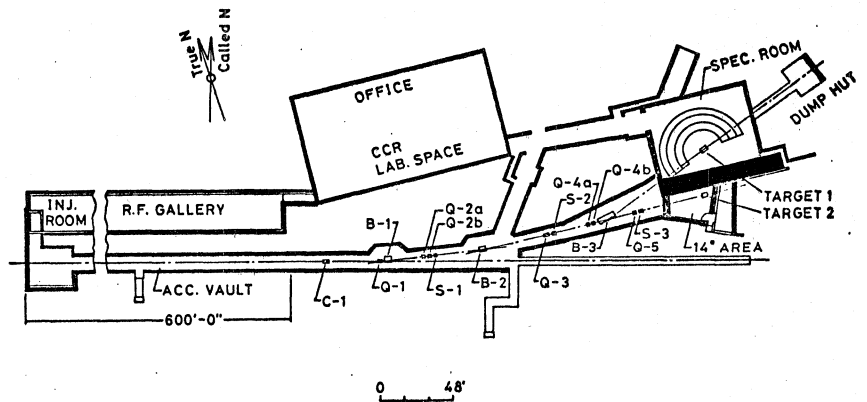 True N
Called N
OFFICE
CCR
LAB. SPACE
SPEC. ROOM
DUMP HUT
INJ.
ROOM
R.F. GALLERY
B-1
Q-2a
Q-2b
Q-4a
S-2
Q-4b
TARGET 1
TARGET 2
ACC. VAULT
C-1
Q-1
S-1
B-2
Q-3
B-3
Q-5
S-3
14° AREA
600'-0"
0 48'